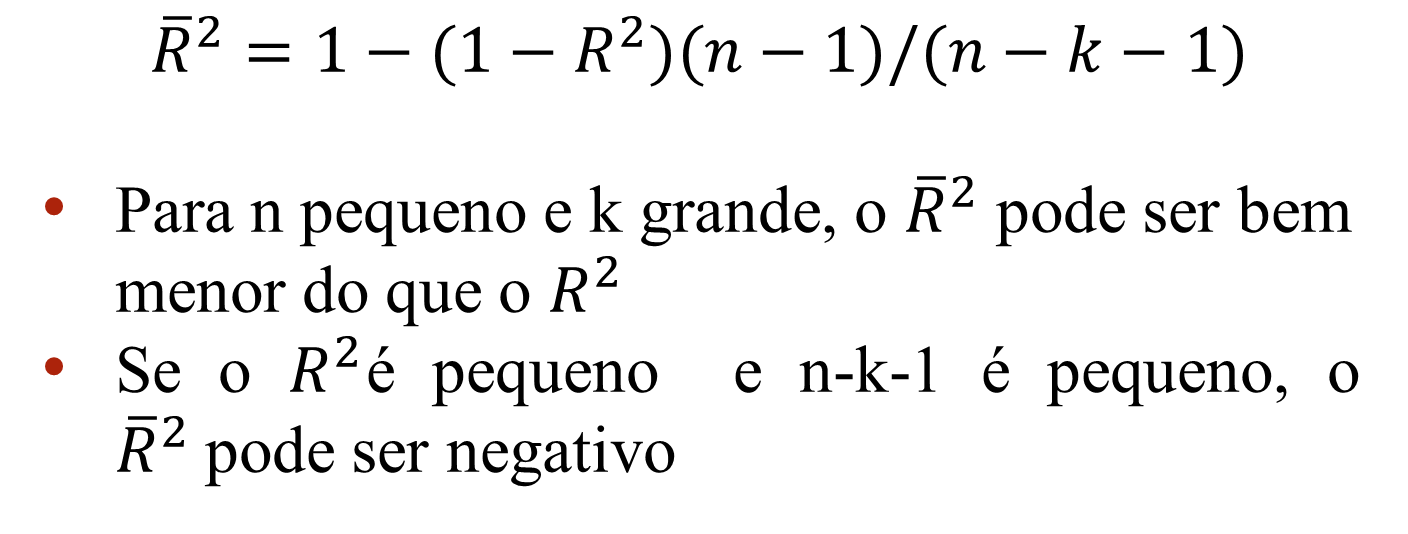 R̄² = 1 − (1 − R²)(n − 1)/(n − k − 1)
• Para n pequeno e k grande, o R̄² pode ser bem
menor do que o R²
• Se o R²é pequeno e n-k-1 é pequeno, o
R̄² pode ser negativo